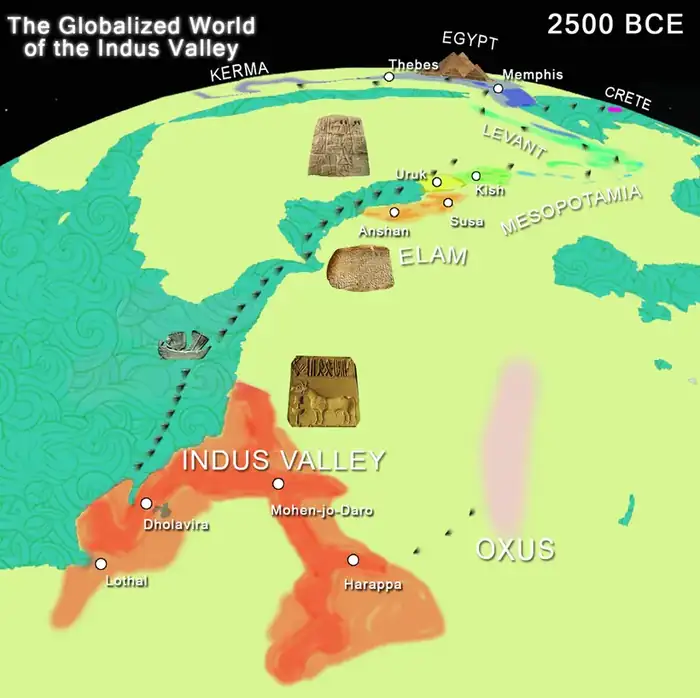 The Globalized World
of the Indus Valley
2500 BCE
EGYPT
Thebes
KERMA
Memphis
CRETE
LEVANT
Uruk
Kish
MESOPOTAMIA
Susa
Anshan
ELAM
INDUS VALLEY
Mohen-jo-Daro
Dholavira
OXUS
Lothal
Harappa